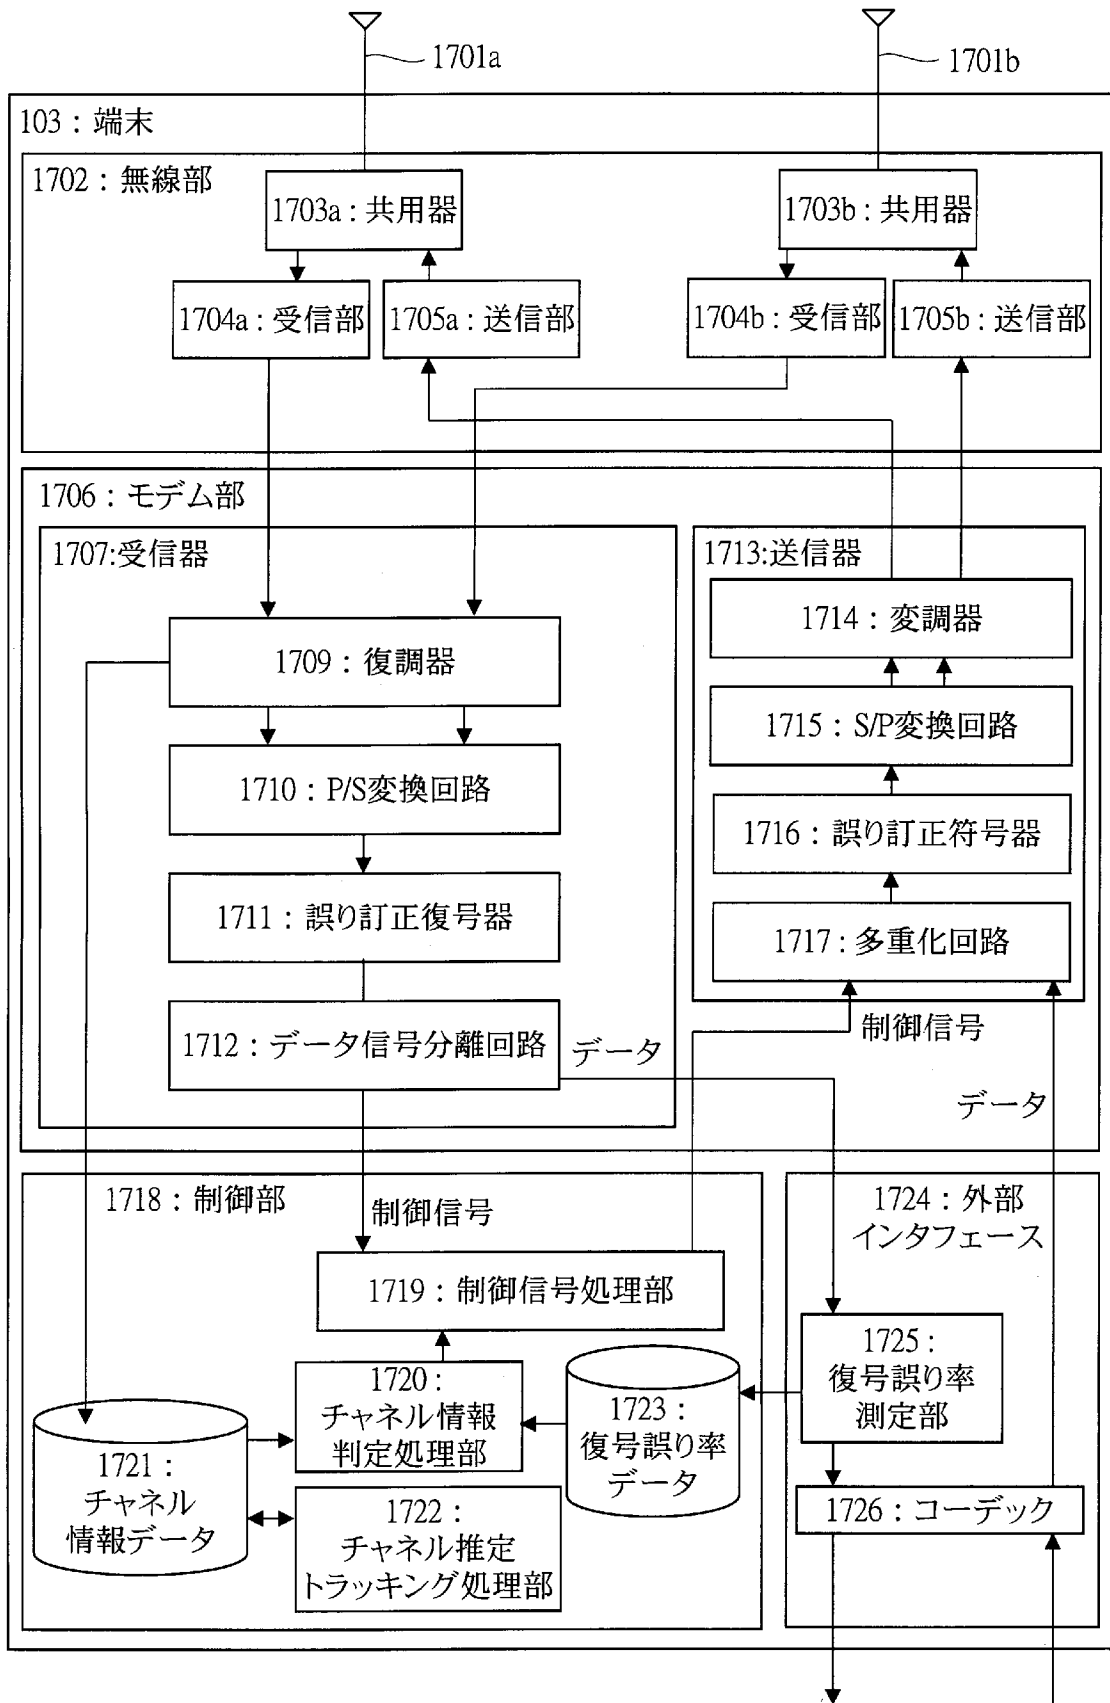 1701a
1701b
103：端末
1702：無線部
1703a：共用器
1703b：共用器
1704a：受信部
1705a：送信部
1704b：受信部
1705b：送信部
1706：モデム部
1707:受信器
1713:送信器
1709：復調器
1714：変調器
1710：P/S変換回路
1715：S/P変換回路
1711：誤り訂正復号器
1716：誤り訂正符号器
1717：多重化回路
1712：データ信号分離回路
データ
制御信号
データ
1718：制御部
制御信号
1724：外部
インタフェース
1719：制御信号処理部
1720：
チャネル情報
判定処理部
1723：
復号誤り率
データ
1725：
復号誤り率
測定部
1721：
チャネル
情報データ
1722：
チャネル推定
トラッキング処理部
1726：コーデック